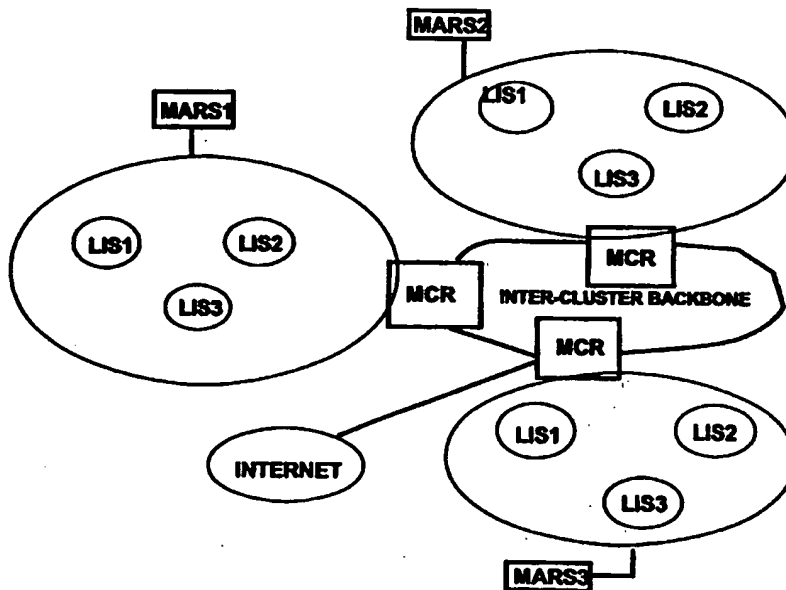 MARS2
LIS1
LIS2
LIS3
MARS1
LIS1
LIS2
LIS3
MCR
MCR
INTER-CLUSTER BACKBONE
MCR
INTERNET
LIS1
LIS2
LIS3
MARS3